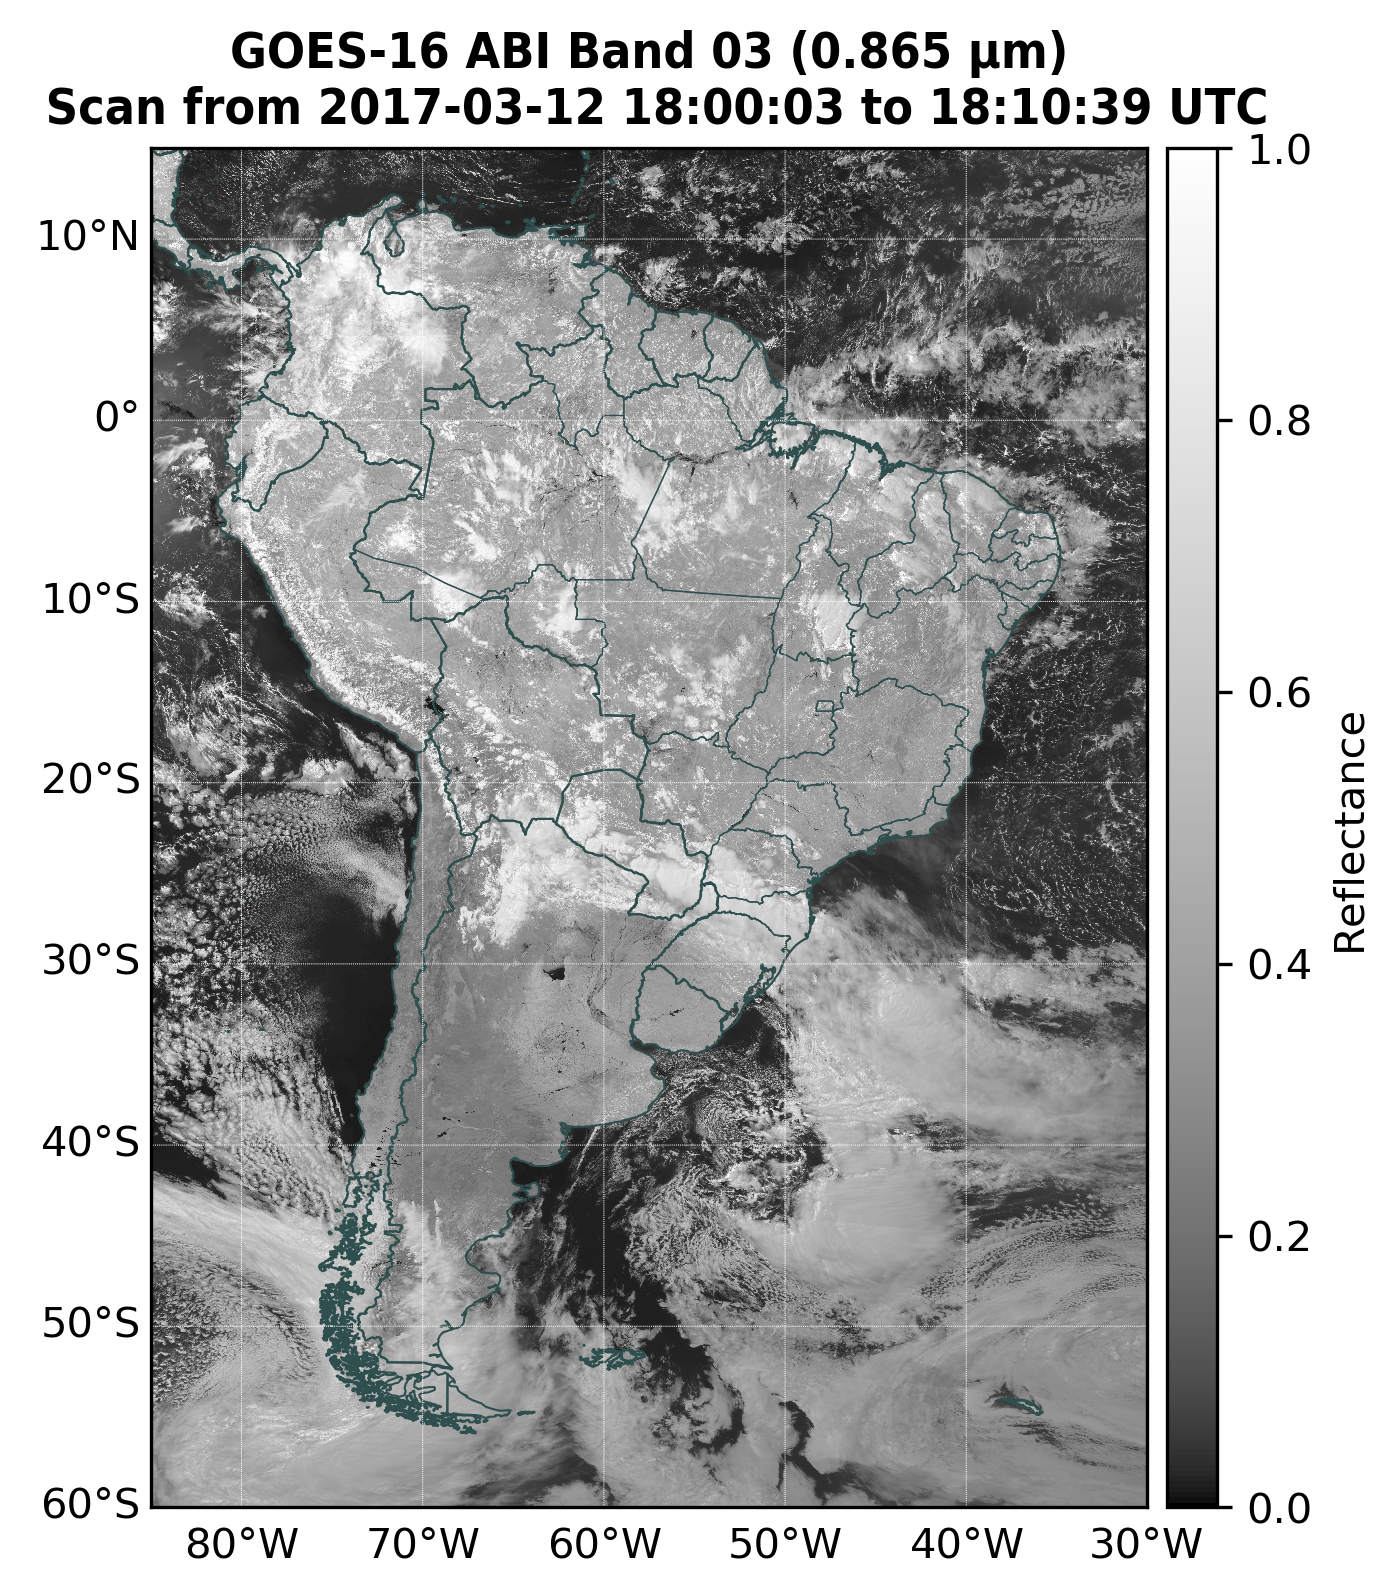 GOES-16 ABI Band 03 (0.865 µm)
Scan from 2017-03-12 18:00:03 to 18:10:39 UTC
10°N
0°
10°S
20°S
30°S
40°S
50°S
60°S
80°W
70°W
60°W
50°W
40°W
30°W
1.0
0.8
0.6
0.4
0.2
0.0
Reflectance